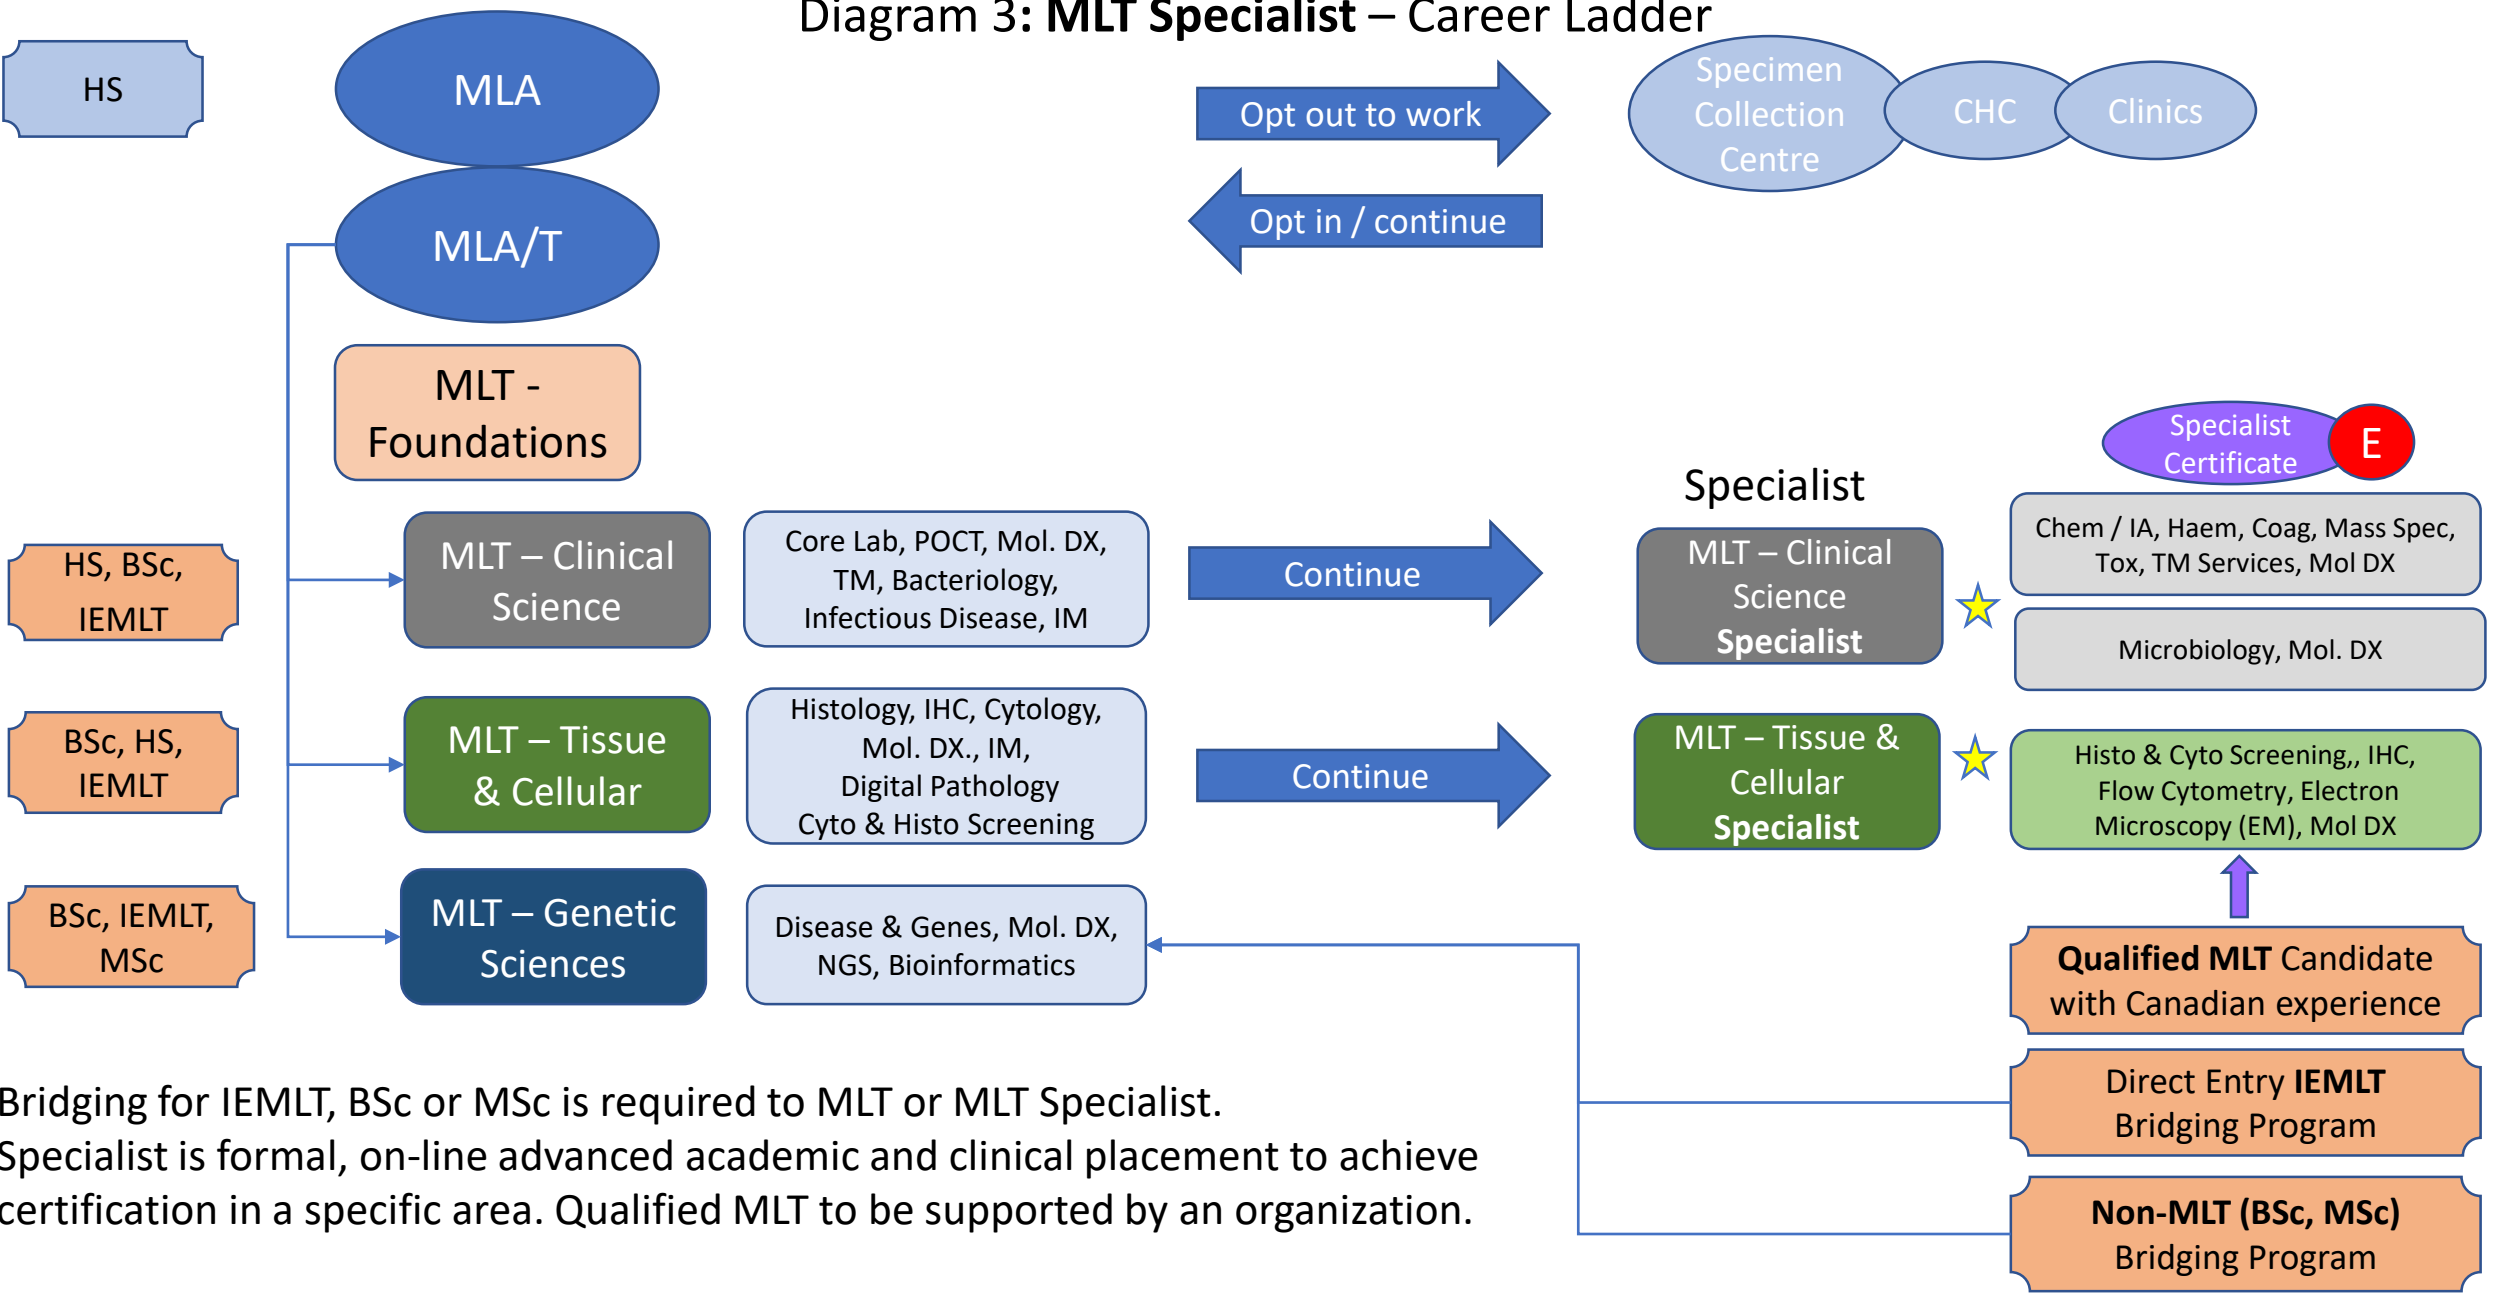 Diagram 3: MLT Specialist – Career Ladder
HS
MLA
Opt out to work
Specimen
Collection
Centre
CHC
Clinics
MLA/T
Opt in / continue
MLT -
Foundations
Specialist
Certificate
E
Specialist
HS, BSc,
IEMLT
MLT – Clinical
Science
Core Lab, POCT, Mol. DX,
TM, Bacteriology,
Infectious Disease, IM
Continue
MLT – Clinical
Science
Specialist
Chem / IA, Haem, Coag, Mass Spec,
Tox, TM Services, Mol DX
Microbiology, Mol. DX
BSc, HS,
IEMLT
MLT – Tissue
& Cellular
Histology, IHC, Cytology,
Mol. DX., IM,
Digital Pathology
Cyto & Histo Screening
Continue
MLT – Tissue &
Cellular
Specialist
Histo & Cyto Screening,, IHC,
Flow Cytometry, Electron
Microscopy (EM), Mol DX
BSc, IEMLT,
MSc
MLT – Genetic
Sciences
Disease & Genes, Mol. DX,
NGS, Bioinformatics
Qualified MLT Candidate
with Canadian experience
Direct Entry IEMLT
Bridging Program
Non-MLT (BSc, MSc)
Bridging Program
Bridging for IEMLT, BSc or MSc is required to MLT or MLT Specialist.
Specialist is formal, on-line advanced academic and clinical placement to achieve
certification in a specific area. Qualified MLT to be supported by an organization.